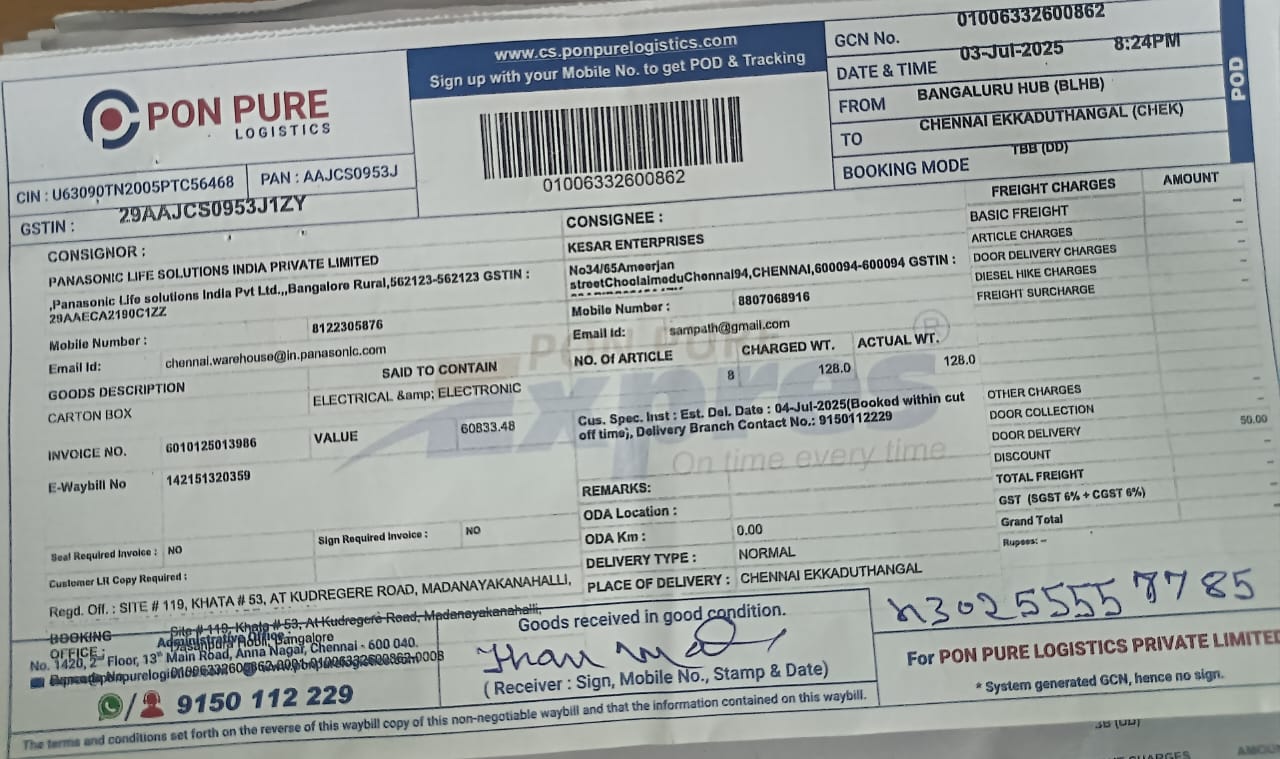 PON PURE
LOGISTICS
CIN : U63090TN2005PTC56468
PAN : AAJCS0953J
GSTIN : 29AAJCS0953J1ZY
www.cs.ponpurelogistics.com
Sign up with your Mobile No. to get POD & Tracking
01006332600862
GCN No. 01006332600862
DATE & TIME 03-Jul-2025 8:24PM
FROM BANGALURU HUB (BLHB)
TO CHENNAI EKKADUTHANGAL (CHEK)
BOOKING MODE TBB (DD)
POD
CONSIGNOR :
PANASONIC LIFE SOLUTIONS INDIA PRIVATE LIMITED
,Panasonic Life solutions India Pvt Ltd.,,,Bangalore Rural,562123-562123 GSTIN :
29AAECA2190C1ZZ
Mobile Number : 8122305876
Email Id: chennai.warehouse@in.panasonic.com
CONSIGNEE :
KESAR ENTERPRISES
No34/65Ameerjan
streetChoolaimeduChennai94,CHENNAI,600094-600094 GSTIN :
Mobile Number : 8807068916
Email Id: sampath@gmail.com
GOODS DESCRIPTION SAID TO CONTAIN
CARTON BOX ELECTRICAL &amp; ELECTRONIC
NO. Of ARTICLE CHARGED WT. ACTUAL WT.
8 128.0 128.0
INVOICE NO. 6010125013986 VALUE 60833.48
E-Waybill No 142151320359
Cus. Spec. Inst : Est. Del. Date : 04-Jul-2025(Booked within cut
off time), Delivery Branch Contact No.: 9150112229
PON PURE
Expres
®
On time every time
Seal Required Invoice : NO Sign Required Invoice : NO
Customer LR Copy Required :
REMARKS:
ODA Location :
ODA Km : 0.00
DELIVERY TYPE : NORMAL
PLACE OF DELIVERY : CHENNAI EKKADUTHANGAL
FREIGHT CHARGES AMOUNT
BASIC FREIGHT --
ARTICLE CHARGES --
DOOR DELIVERY CHARGES --
DIESEL HIKE CHARGES --
FREIGHT SURCHARGE --
OTHER CHARGES --
DOOR COLLECTION --
DOOR DELIVERY 50.00
DISCOUNT --
TOTAL FREIGHT --
GST (SGST 6% + CGST 6%) --
Grand Total --
Rupees: --
Regd. Off. : SITE # 119, KHATA # 53, AT KUDREGERE ROAD, MADANAYAKANAHALLI,
BOOKING
OFFICE :
Site # 119, Khata # 53, At Kudregere Road, Madanayakanahalli,
Administrative Office :
No. 1420, 2nd Floor, 13th Main Road, Anna Nagar, Chennai - 600 040.
9150 112 229
Goods received in good condition.
( Receiver : Sign, Mobile No., Stamp & Date)
For PON PURE LOGISTICS PRIVATE LIMITED
* System generated GCN, hence no sign.
The terms and conditions set forth on the reverse of this waybill copy of this non-negotiable waybill and that the information contained on this waybill.